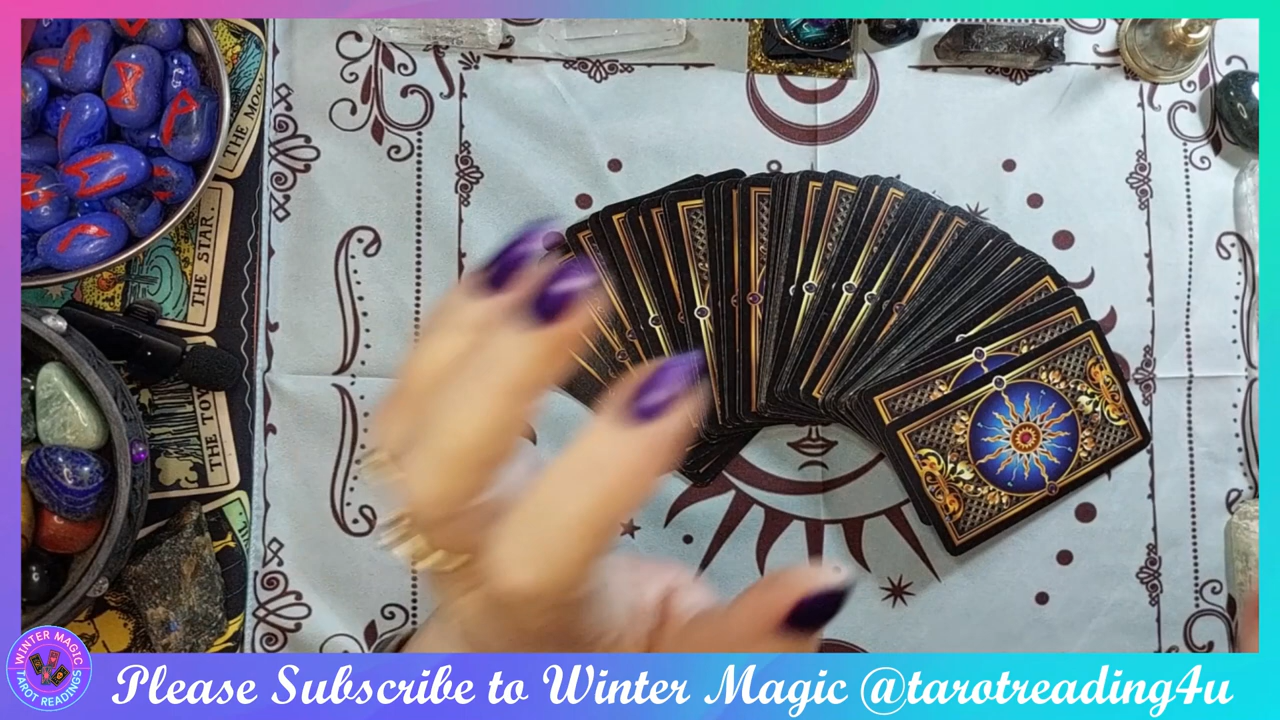 THE MOON.
THE STAR.
THE TOW
WINTER MAGIC
TAROT READINGS
Please Subscribe to Winter Magic @tarotreading4u